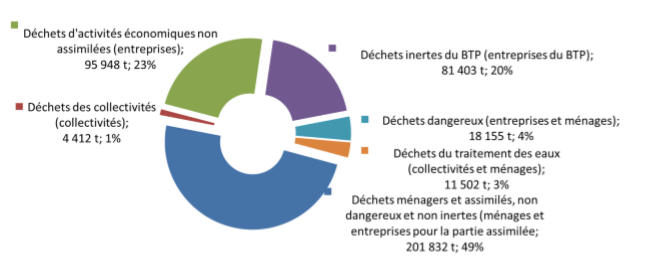 Déchets d'activités économiques non
assimilées (entreprises);
95 948 t; 23%
Déchets inertes du BTP (entreprises du BTP);
81 403 t; 20%
Déchets des collectivités
(collectivités);
4 412 t; 1%
Déchets dangereux (entreprises et ménages);
18 155 t; 4%
Déchets du traitement des eaux
(collectivités et ménages);
11 502 t; 3%
Déchets ménagers et assimilés, non
dangereux et non inertes (ménages et
entreprises pour la partie assimilée;
201 832 t; 49%